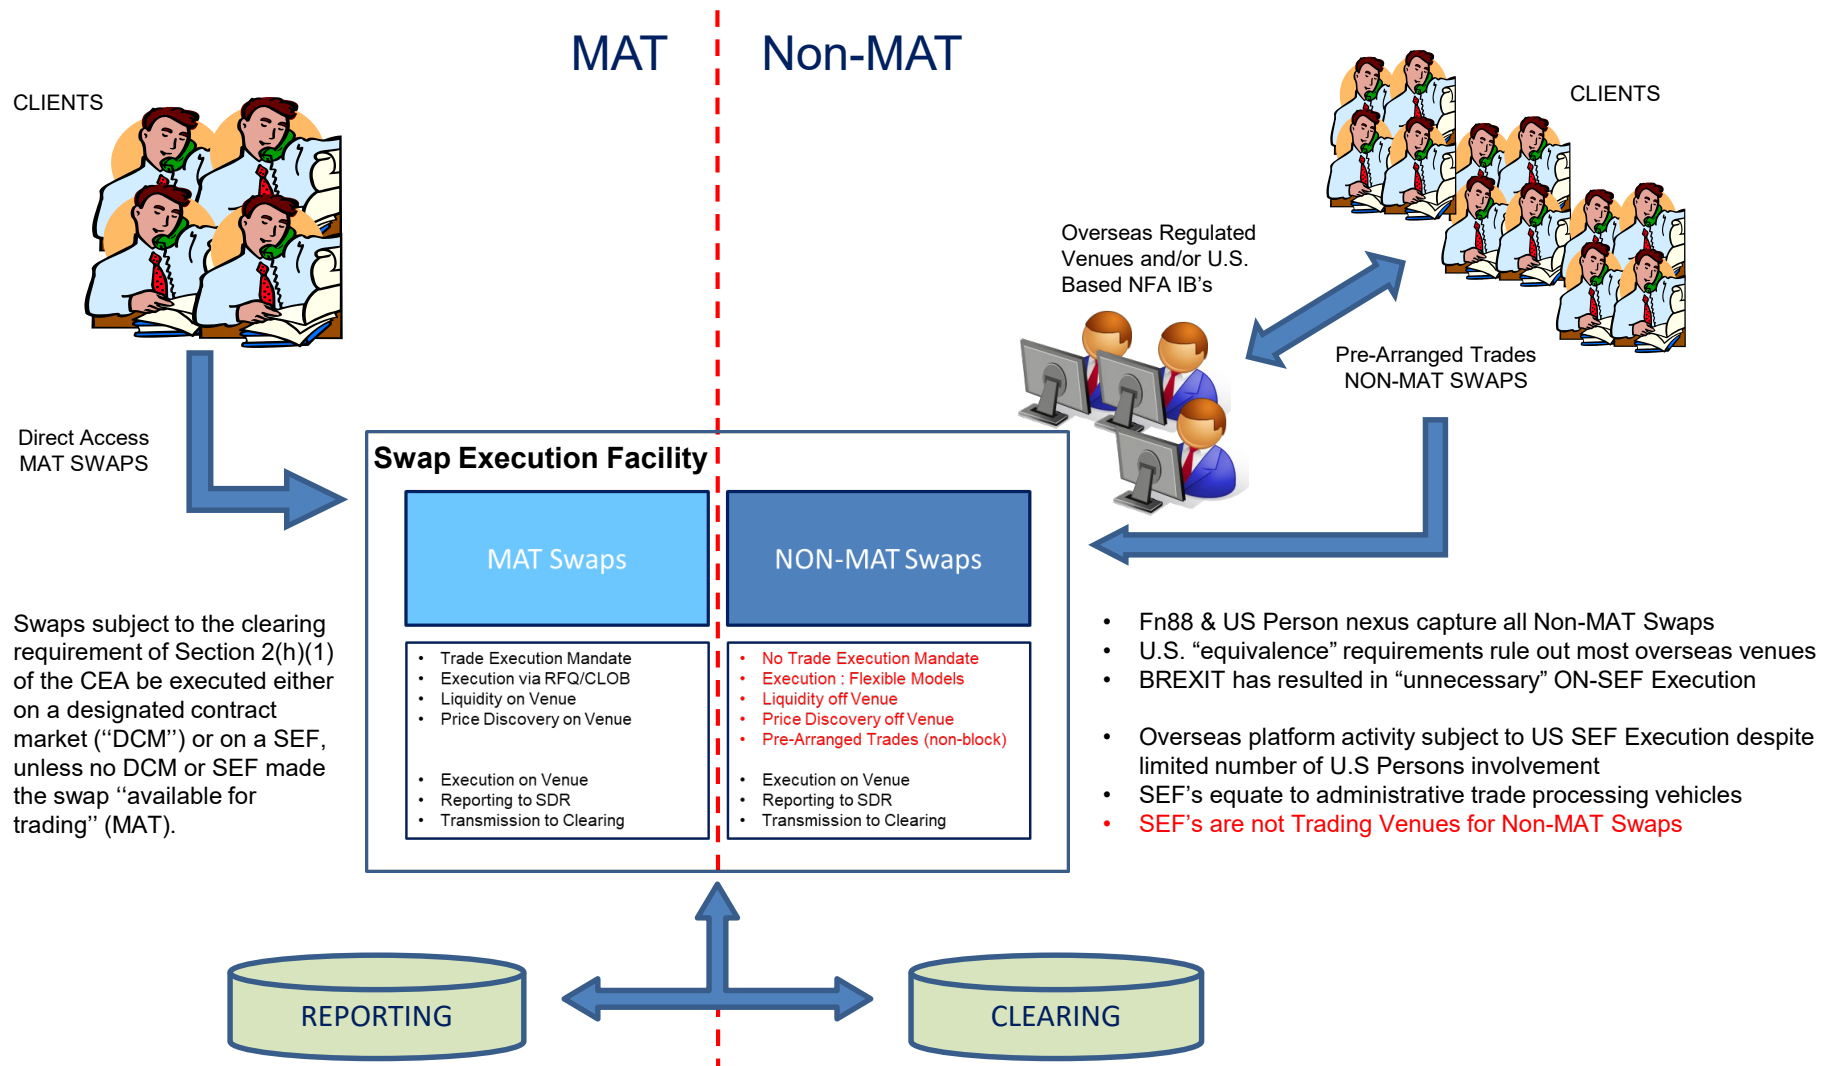 MAT
Non-MAT
CLIENTS
CLIENTS
Overseas Regulated
Venues and/or U.S.
Based NFA IB's
Pre-Arranged Trades
NON-MAT SWAPS
Direct Access
MAT SWAPS
Swap Execution Facility
MAT Swaps
NON-MAT Swaps
Swaps subject to the clearing
requirement of Section 2(h)(1)
of the CEA be executed either
on a designated contract
market (‘‘DCM’’) or on a SEF,
unless no DCM or SEF made
the swap ‘‘available for
trading’’ (MAT).
• Trade Execution Mandate
• Execution via RFQ/CLOB
• Liquidity on Venue
• Price Discovery on Venue
• Execution on Venue
• Reporting to SDR
• Transmission to Clearing
• No Trade Execution Mandate
• Execution : Flexible Models
• Liquidity off Venue
• Price Discovery off Venue
• Pre-Arranged Trades (non-block)
• Execution on Venue
• Reporting to SDR
• Transmission to Clearing
• Fn88 & US Person nexus capture all Non-MAT Swaps
• U.S. “equivalence” requirements rule out most overseas venues
• BREXIT has resulted in “unnecessary” ON-SEF Execution
• Overseas platform activity subject to US SEF Execution despite
limited number of U.S Persons involvement
• SEF’s equate to administrative trade processing vehicles
• SEF’s are not Trading Venues for Non-MAT Swaps
REPORTING
CLEARING